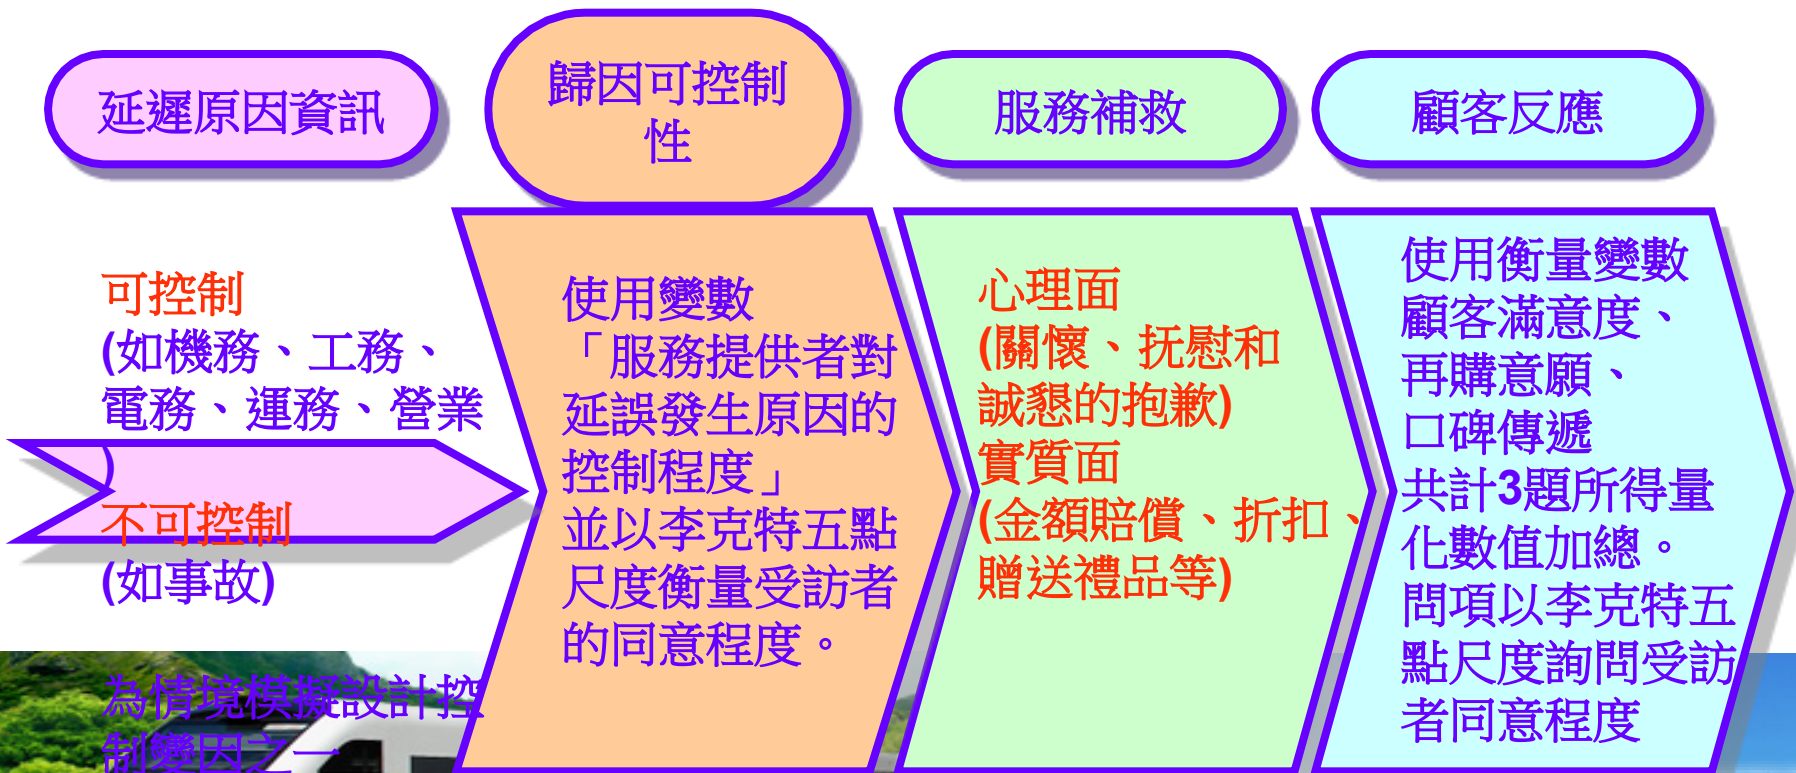 延遲原因資訊
歸因可控制
性
服務補救
顧客反應
可控制
(如機務、工務、
電務、運務、營業
)
不可控制
(如事故)
為情境模擬設計控
制變因之一
使用變數
「服務提供者對
延誤發生原因的
控制程度」
並以李克特五點
尺度衡量受訪者
的同意程度。
心理面
(關懷、抚慰和
誠懇的抱歉)
實質面
(金額賠償、折扣、
贈送禮品等)
使用衡量變數
顧客滿意度、
再購意願、
口碑傳遞
共計3題所得量
化數值加總。
問項以李克特五
點尺度詢問受訪
者同意程度